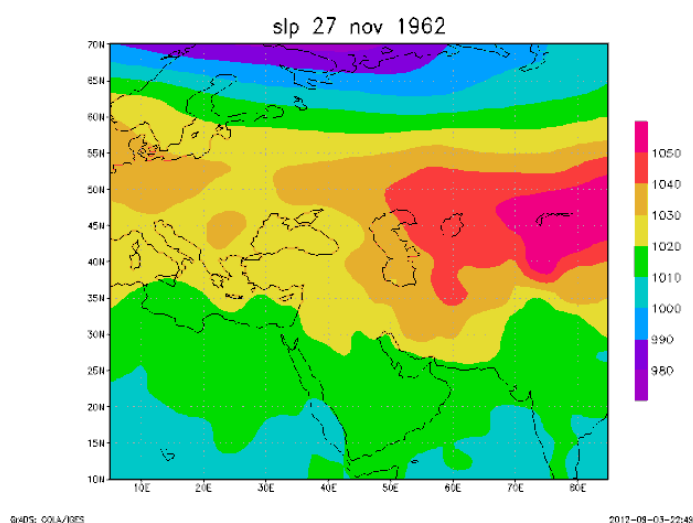 slp 27 nov 1962
70N
65N
60N
55N
50N
45N
40N
35N
30N
25N
20N
15N
10N
10E 20E 30E 40E 50E 60E 70E 80E
1050
1040
1030
1020
1010
1000
990
980
GrADS: COLA/IGES
2012-09-03-22:49